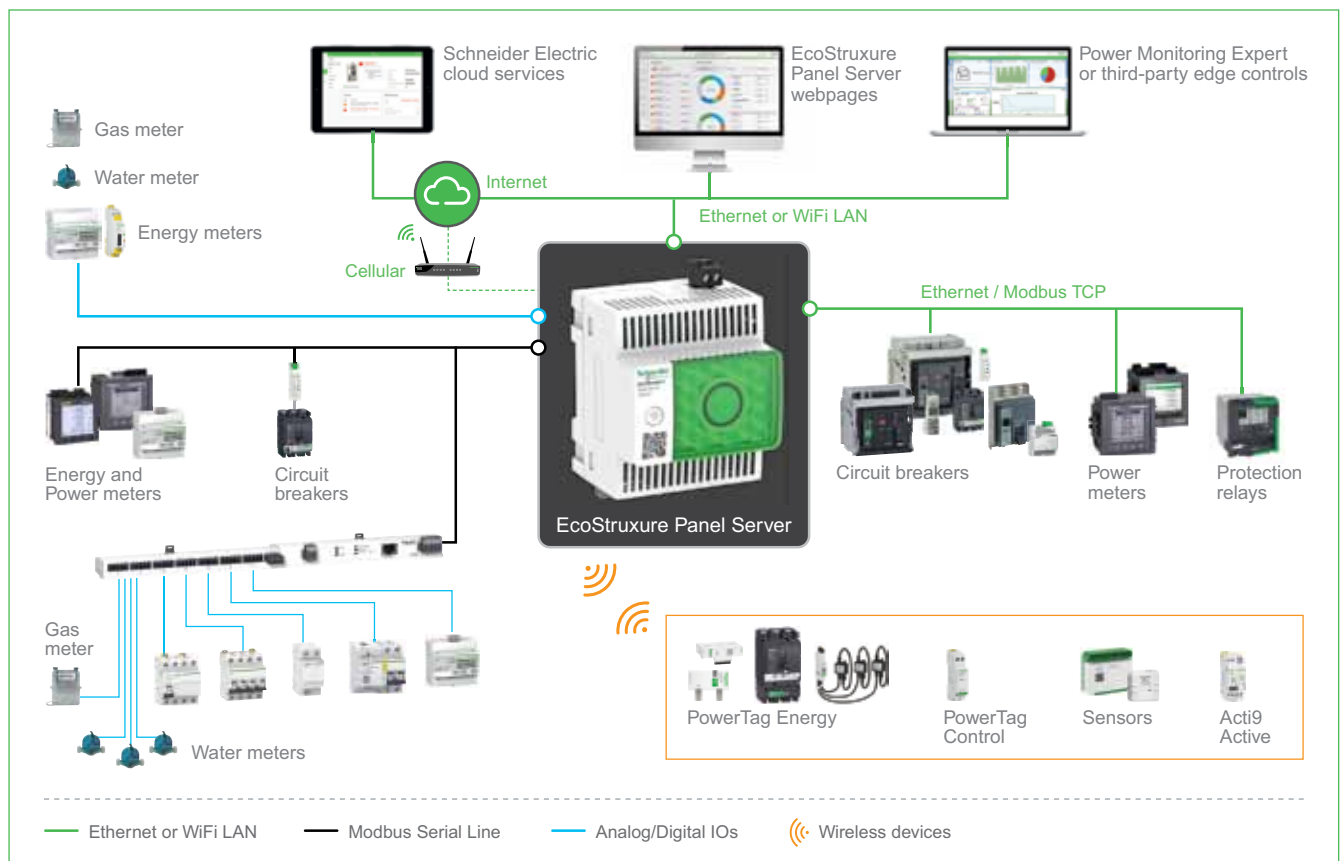 Schneider Electric
cloud services
EcoStruxure
Panel Server
webpages
Power Monitoring Expert
or third-party edge controls
Gas meter
Water meter
Energy meters
Internet
Ethernet or WiFi LAN
Cellular
Ethernet / Modbus TCP
Schneider
EcoStruxure Panel Server
Energy and
Power meters
Circuit
breakers
Circuit breakers
Power
meters
Protection
relays
Gas
meter
Water meters
PowerTag Energy
PowerTag
Control
Sensors
Acti9
Active
Ethernet or WiFi LAN
Modbus Serial Line
Analog/Digital IOs
Wireless devices